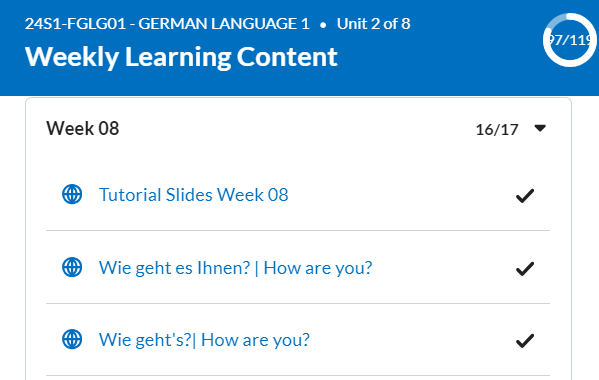 24S1-FGLG01 - GERMAN LANGUAGE 1 • Unit 2 of 8
Weekly Learning Content
97/119
Week 08 16/17
Tutorial Slides Week 08
Wie geht es Ihnen? | How are you?
Wie geht's?| How are you?